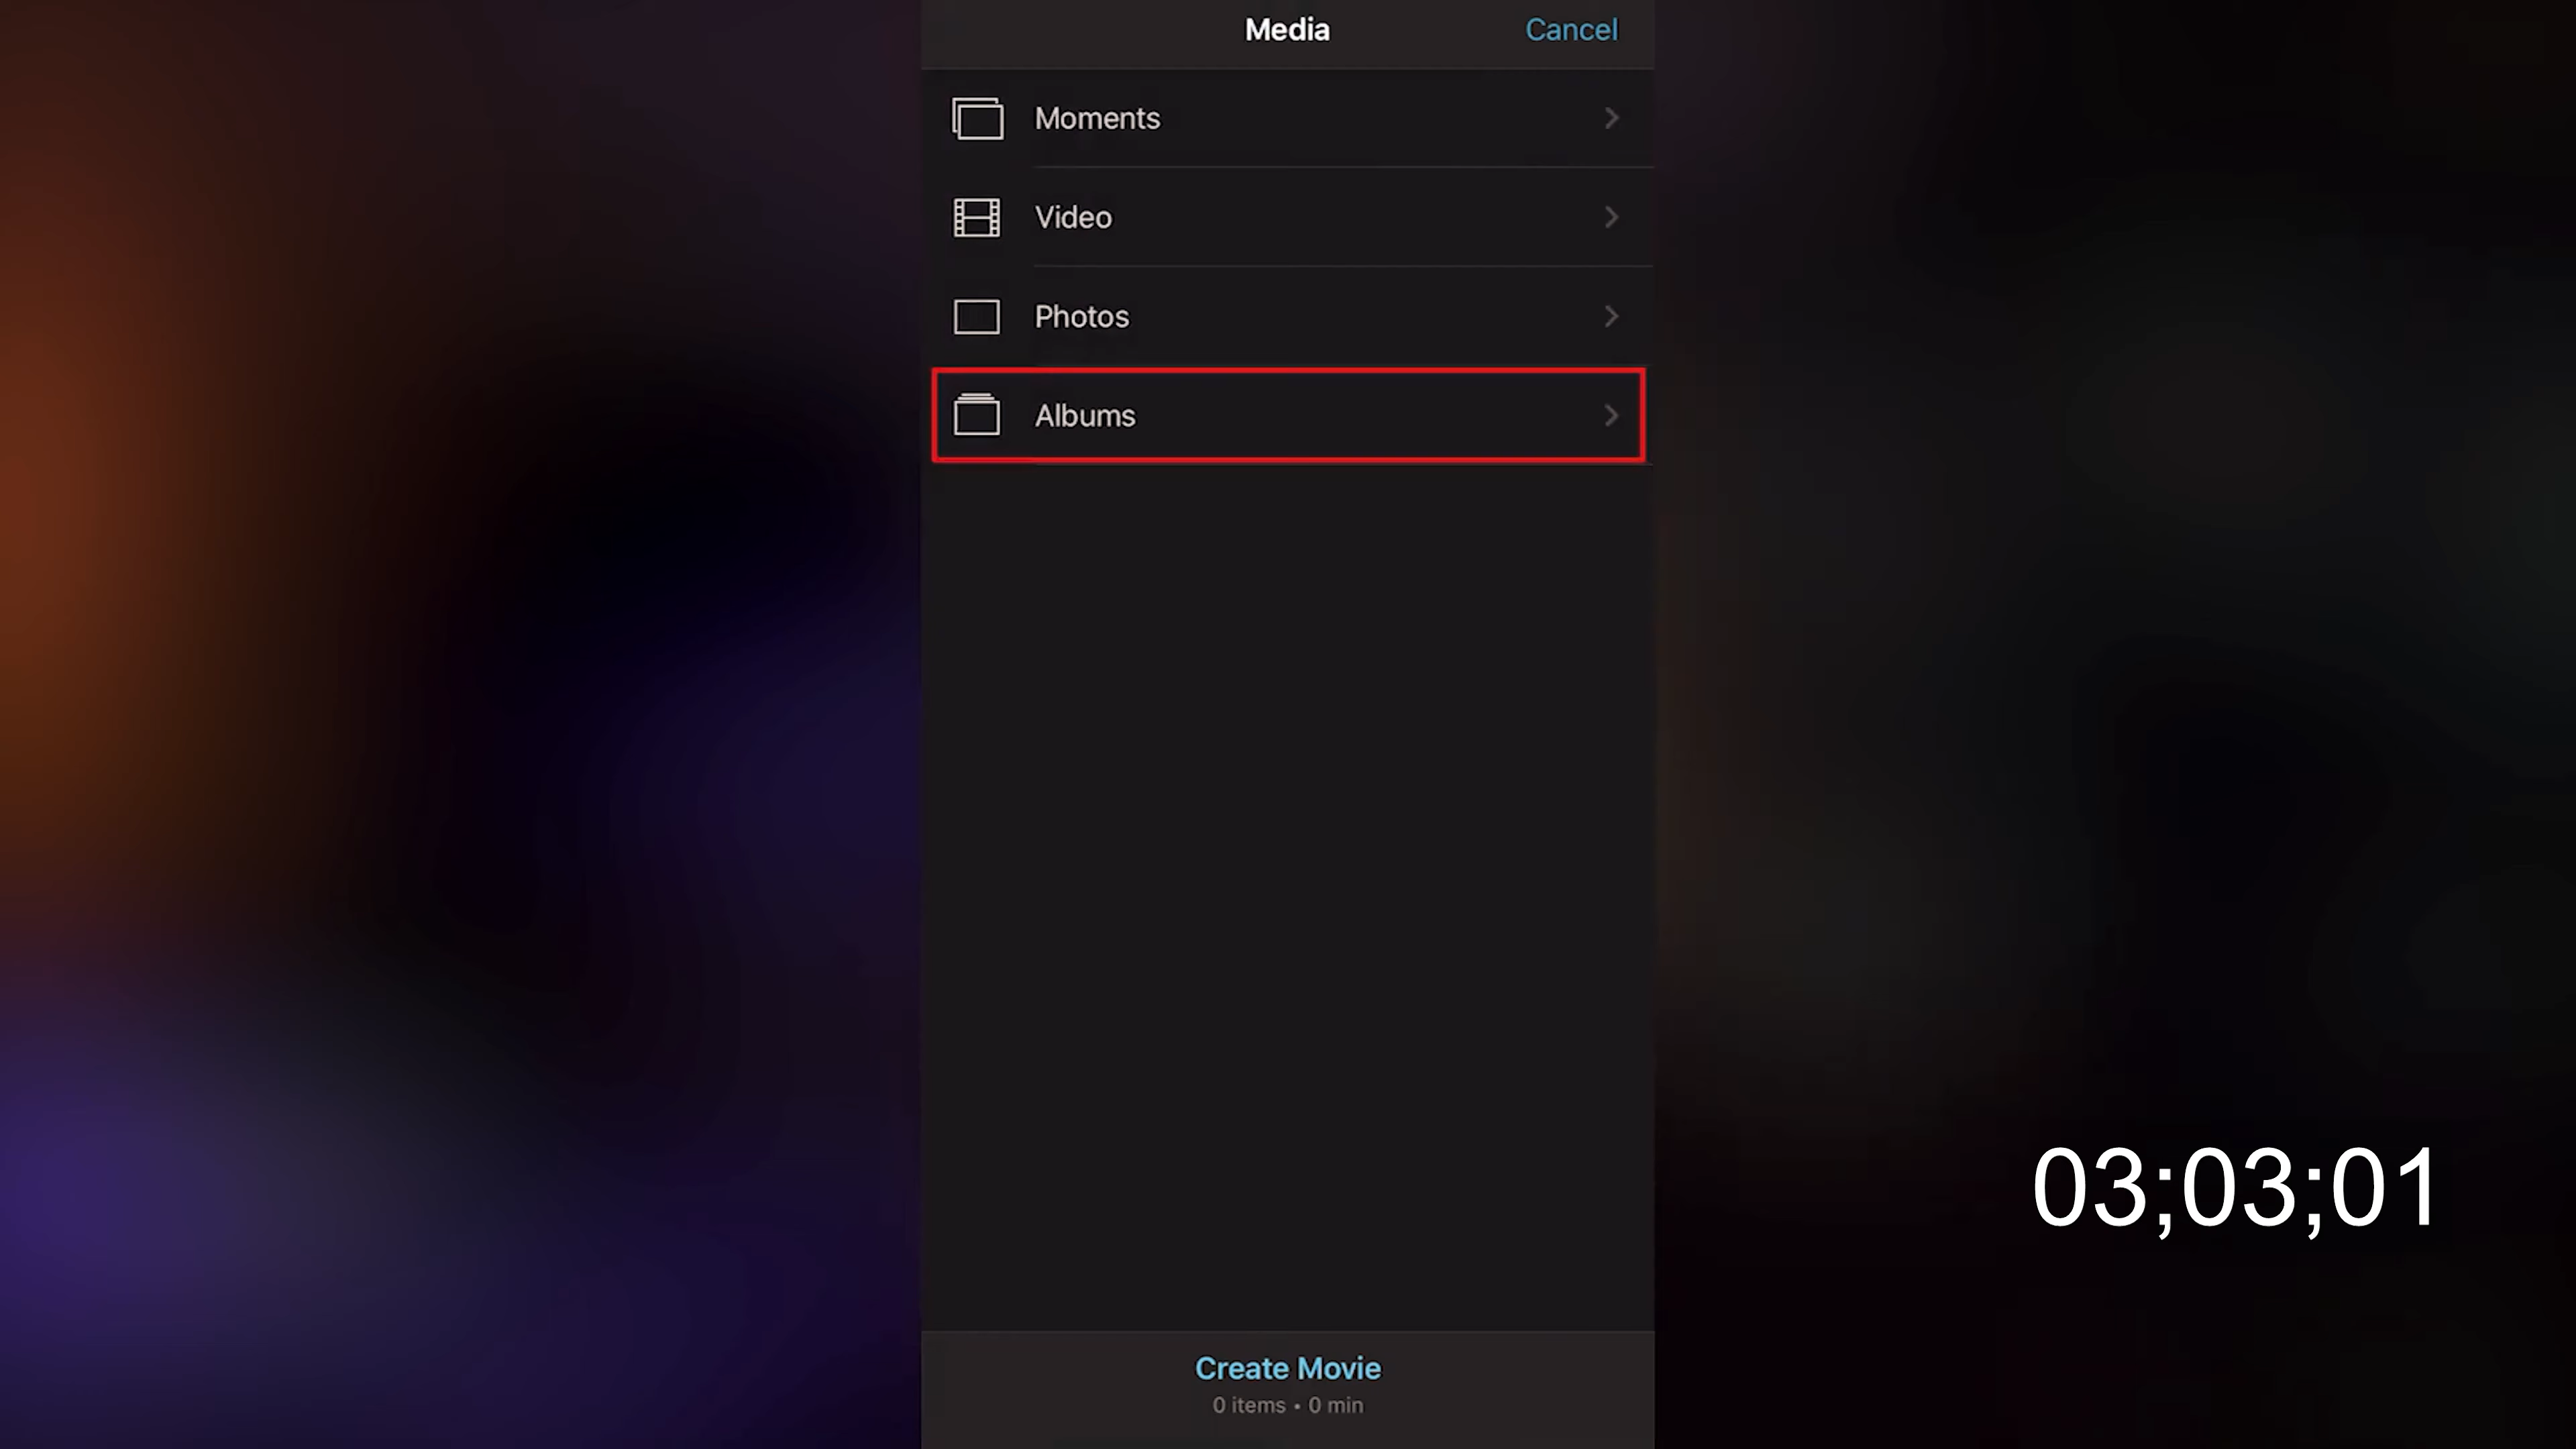 Media
Cancel
Moments
Video
Photos
Albums
03;03;01
Create Movie
0 items • 0 min